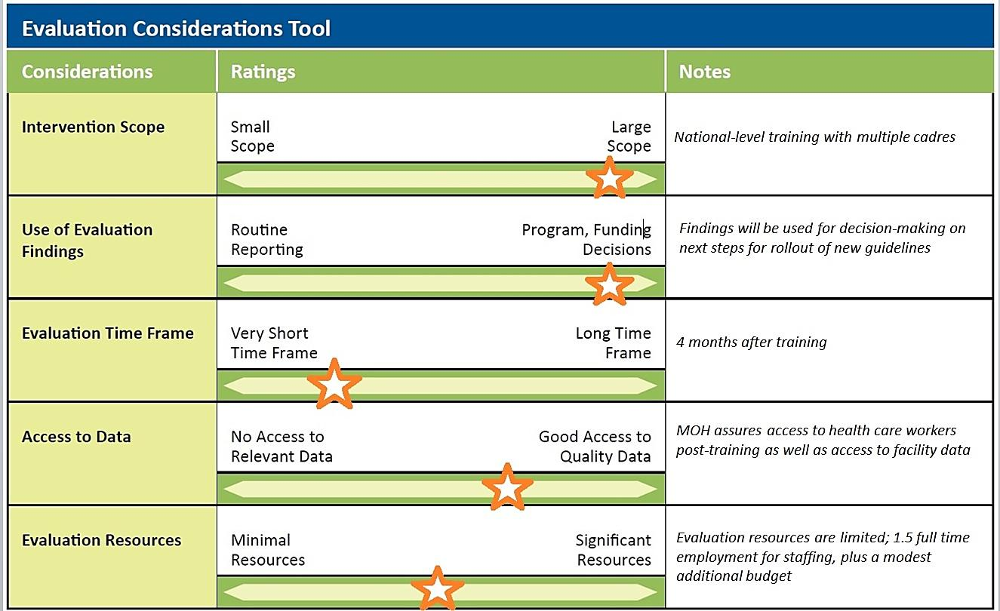 Evaluation Considerations Tool
Considerations
Ratings
Notes
Intervention Scope
Small
Scope
Large
Scope
National-level training with multiple cadres
Use of Evaluation
Findings
Routine
Reporting
Program, Funding
Decisions
Findings will be used for decision-making on
next steps for rollout of new guidelines
Evaluation Time Frame
Very Short
Time Frame
Long Time
Frame
4 months after training
Access to Data
No Access to
Relevant Data
Good Access to
Quality Data
MOH assures access to health care workers
post-training as well as access to facility data
Evaluation Resources
Minimal
Resources
Significant
Resources
Evaluation resources are limited; 1.5 full time
employment for staffing, plus a modest
additional budget